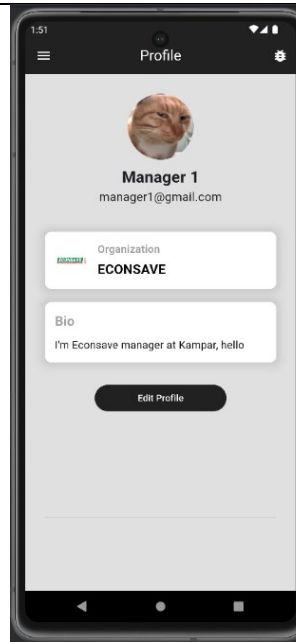 1:51
Profile
Manager 1
manager1@gmail.com
Organization
ECONSAVE
Bio
I'm Econsave manager at Kampar, hello
Edit Profile